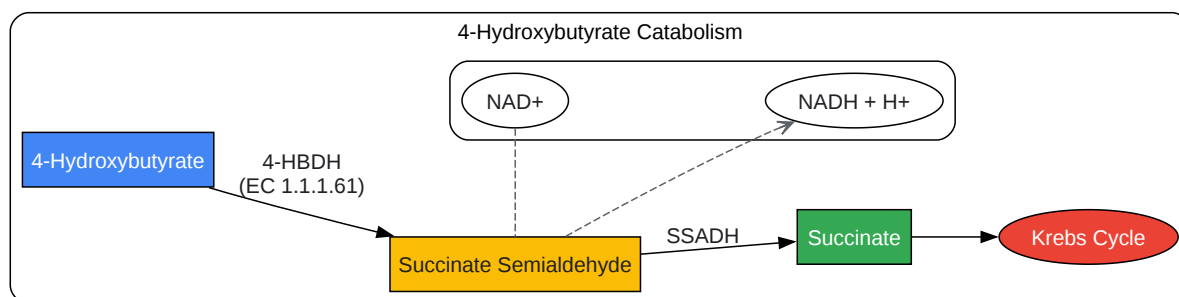 4-Hydroxybutyrate Catabolism
NAD+
NADH + H+
4-Hydroxybutyrate
4-HBDH
(EC 1.1.1.61)
Succinate Semialdehyde
SSADH
Succinate
Krebs Cycle